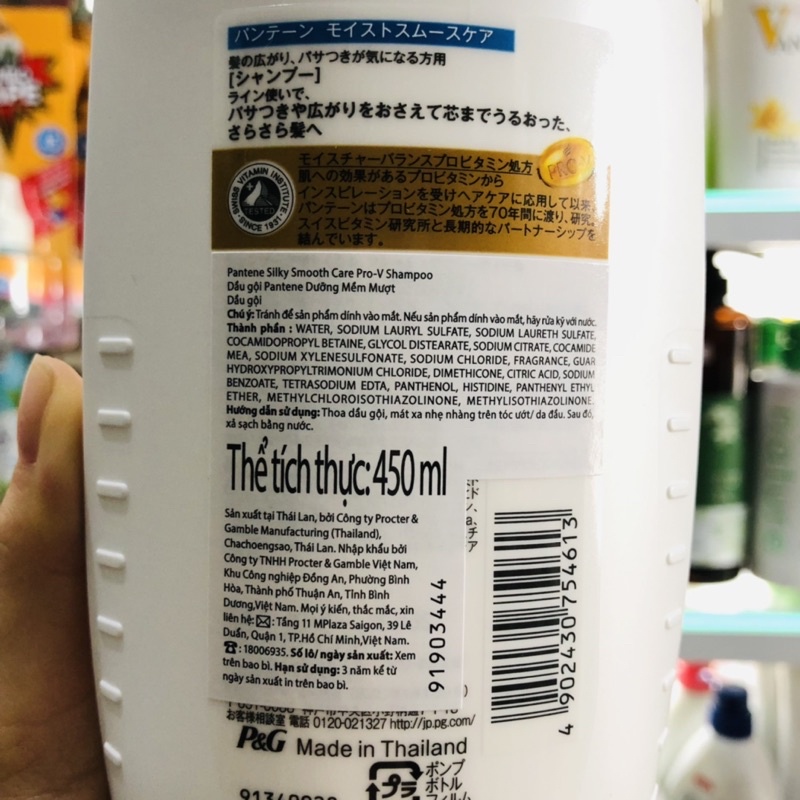 パンテーン モイストスムースケア
髪の広がり、パサつきが気になる方用
[シャンプー]
ライン使いで、
パサつきや広がりをおさえて芯までうるおった、
さらさら髪へ
SWISS VITAMIN INSTITUTE
TESTED
SINCE 1931
モイスチャーバランスプロビタミン処方
PRO-V
肌への効果があるプロビタミンから
インスピレーションを受けヘアケアに応用して以来、
パンテーンはプロビタミン処方を70年間に渡り、研究。
スイスビタミン研究所と長期的なパートナーシップを
結んでいます。
Pantene Silky Smooth Care Pro-V Shampoo
Dầu gội Pantene Dưỡng Mềm Mượt
Dầu gội
Chú ý: Tránh để sản phẩm dính vào mắt. Nếu sản phẩm dính vào mắt, hãy rửa kỹ với nước.
Thành phần : WATER, SODIUM LAURYL SULFATE, SODIUM LAURETH SULFATE,
COCAMIDOPROPYL BETAINE, GLYCOL DISTEARATE, SODIUM CITRATE, COCAMIDE
MEA, SODIUM XYLENESULFONATE, SODIUM CHLORIDE, FRAGRANCE, GUAR
HYDROXYPROPYLTRIMONIUM CHLORIDE, DIMETHICONE, CITRIC ACID, SODIUM
BENZOATE, TETRASODIUM EDTA, PANTHENOL, HISTIDINE, PANTHENYL ETHYL
ETHER, METHYLCHLOROISOTHIAZOLINONE, METHYLISOTHIAZOLINONE.
Hướng dẫn sử dụng: Thoa dầu gội, mát xa nhẹ nhàng trên tóc ướt/ da đầu. Sau đó,
xả sạch bằng nước.
Thể tích thực: 450 ml
Sản xuất tại Thái Lan, bởi Công ty Procter &
Gamble Manufacturing (Thailand),
Chachoengsao, Thái Lan. Nhập khẩu bởi
Công ty TNHH Procter & Gamble Việt Nam,
Khu Công nghiệp Đồng An, Phường Bình
Hòa, Thành phố Thuận An, Tỉnh Bình
Dương,Việt Nam. Mọi ý kiến, thắc mắc, xin
liên hệ: : Tầng 11 MPlaza Saigon, 39 Lê
Duẩn, Quận 1, TP.Hồ Chí Minh,Việt Nam.
: 18006935. Số lô/ ngày sản xuất: Xem
trên bao bì. Hạn sử dụng: 3 năm kể từ
ngày sản xuất in trên bao bì.
91903444
4 902430 754613
お客様相談室 電話 0120-021327 http://jp.pg.com/
P&G Made in Thailand
プラ
ポンプ
ボトル
フィルム